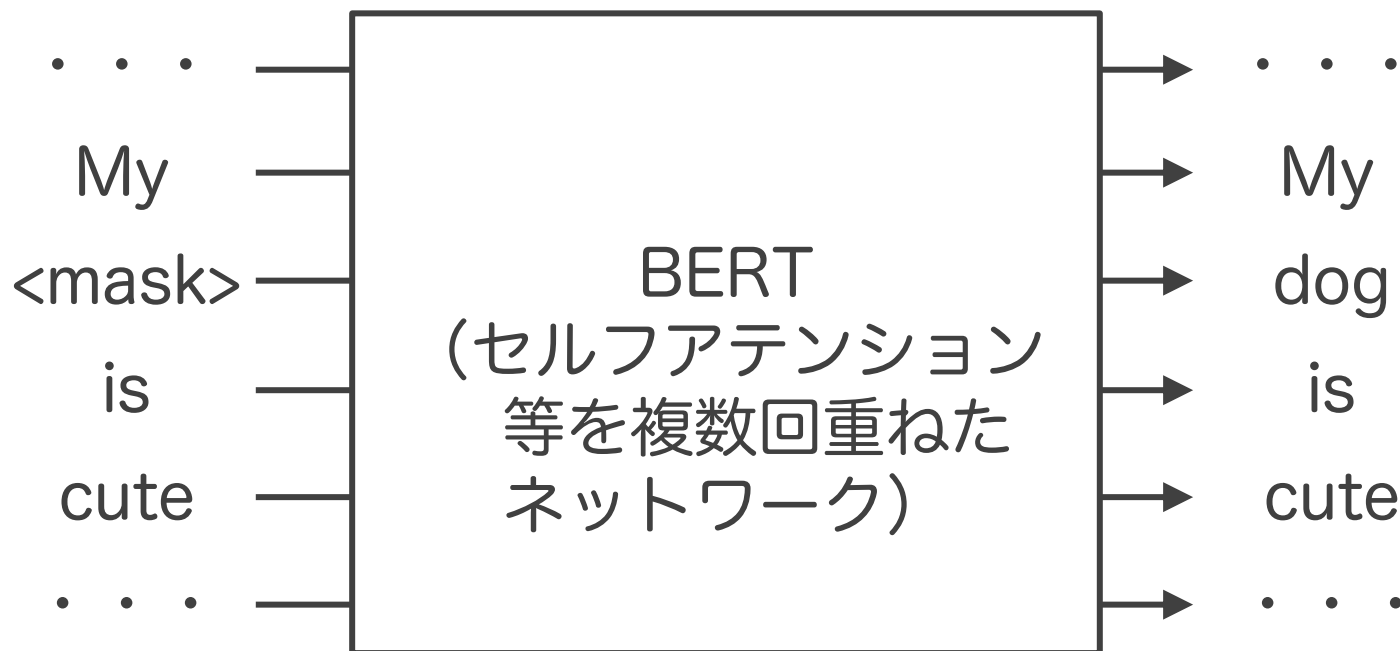 ・ ・ ・
My
<mask>
is
cute
・ ・ ・
BERT
（セルフアテンション
等を複数回重ねた
ネットワーク）
・ ・ ・
My
dog
is
cute
・ ・ ・